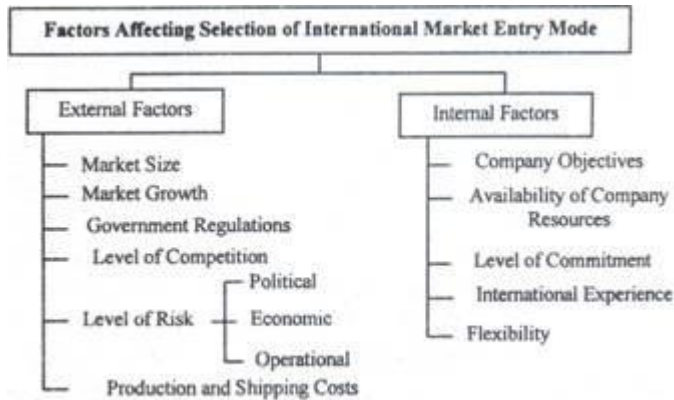 Factors Affecting Selection of International Market Entry Mode
External Factors
Market Size
Market Growth
Government Regulations
Level of Competition
Level of Risk
Political
Economic
Operational
Production and Shipping Costs
Internal Factors
Company Objectives
Availability of Company
Resources
Level of Commitment
International Experience
Flexibility